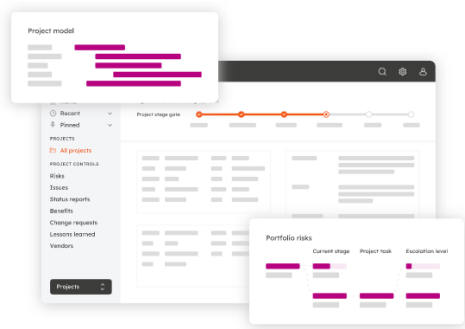 Project model
Recent
Pinned
Project stage gate
PROJECTS
All projects
PROJECT CONTROLS
Risks
Issues
Status reports
Benefits
Change requests
Lessons learned
Vendors
Projects
Portfolio risks
Current stage
Project task
Escalation level